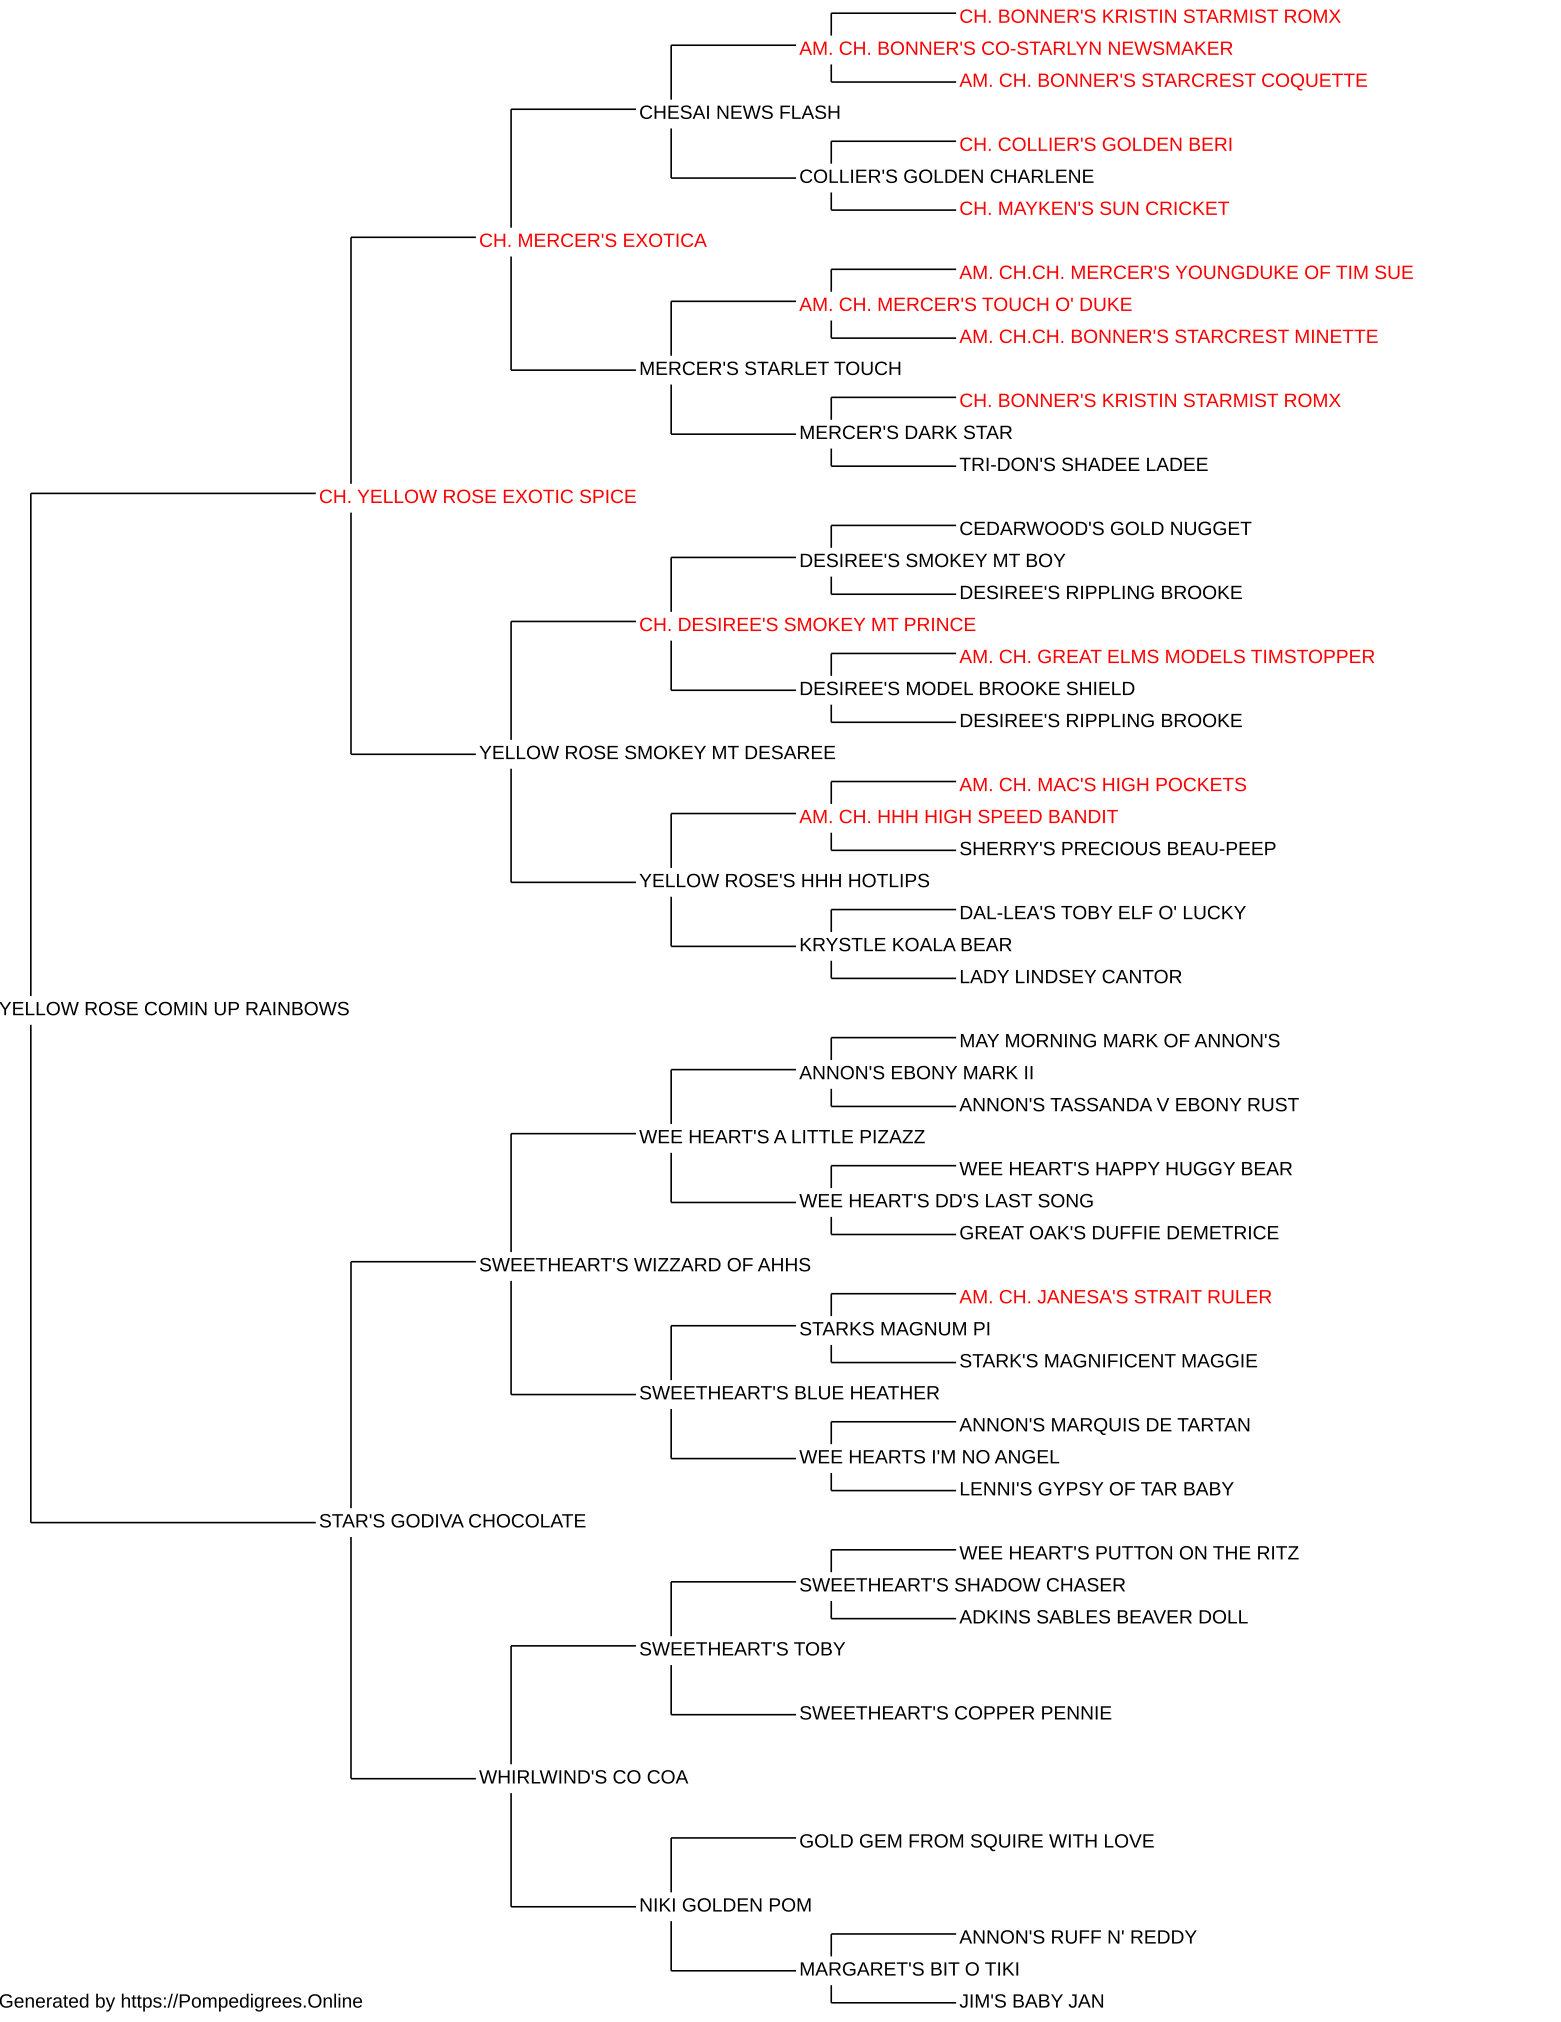 CH. BONNER'S KRISTIN STARMIST ROMX
AM. CH. BONNER'S CO-STARLYN NEWSMAKER
AM. CH. BONNER'S STARCREST COQUETTE
CHESAI NEWS FLASH
CH. COLLIER'S GOLDEN BERI
COLLIER'S GOLDEN CHARLENE
CH. MAYKEN'S SUN CRICKET
CH. MERCER'S EXOTICA
AM. CH.CH. MERCER'S YOUNGDUKE OF TIM SUE
AM. CH. MERCER'S TOUCH O' DUKE
AM. CH.CH. BONNER'S STARCREST MINETTE
MERCER'S STARLET TOUCH
CH. BONNER'S KRISTIN STARMIST ROMX
MERCER'S DARK STAR
TRI-DON'S SHADEE LADEE
CH. YELLOW ROSE EXOTIC SPICE
CEDARWOOD'S GOLD NUGGET
DESIREE'S SMOKEY MT BOY
DESIREE'S RIPPLING BROOKE
CH. DESIREE'S SMOKEY MT PRINCE
AM. CH. GREAT ELMS MODELS TIMSTOPPER
DESIREE'S MODEL BROOKE SHIELD
DESIREE'S RIPPLING BROOKE
YELLOW ROSE SMOKEY MT DESAREE
AM. CH. MAC'S HIGH POCKETS
AM. CH. HHH HIGH SPEED BANDIT
SHERRY'S PRECIOUS BEAU-PEEP
YELLOW ROSE'S HHH HOTLIPS
DAL-LEA'S TOBY ELF O' LUCKY
KRYSTLE KOALA BEAR
LADY LINDSEY CANTOR
YELLOW ROSE COMIN UP RAINBOWS
MAY MORNING MARK OF ANNON'S
ANNON'S EBONY MARK II
ANNON'S TASSANDA V EBONY RUST
WEE HEART'S A LITTLE PIZAZZ
WEE HEART'S HAPPY HUGGY BEAR
WEE HEART'S DD'S LAST SONG
GREAT OAK'S DUFFIE DEMETRICE
SWEETHEART'S WIZZARD OF AHHS
AM. CH. JANESA'S STRAIT RULER
STARKS MAGNUM PI
STARK'S MAGNIFICENT MAGGIE
SWEETHEART'S BLUE HEATHER
ANNON'S MARQUIS DE TARTAN
WEE HEARTS I'M NO ANGEL
LENNI'S GYPSY OF TAR BABY
STAR'S GODIVA CHOCOLATE
WEE HEART'S PUTTON ON THE RITZ
SWEETHEART'S SHADOW CHASER
ADKINS SABLES BEAVER DOLL
SWEETHEART'S TOBY
SWEETHEART'S COPPER PENNIE
WHIRLWIND'S CO COA
GOLD GEM FROM SQUIRE WITH LOVE
NIKI GOLDEN POM
ANNON'S RUFF N' REDDY
MARGARET'S BIT O TIKI
JIM'S BABY JAN
Generated by https://Pompedigrees.Online